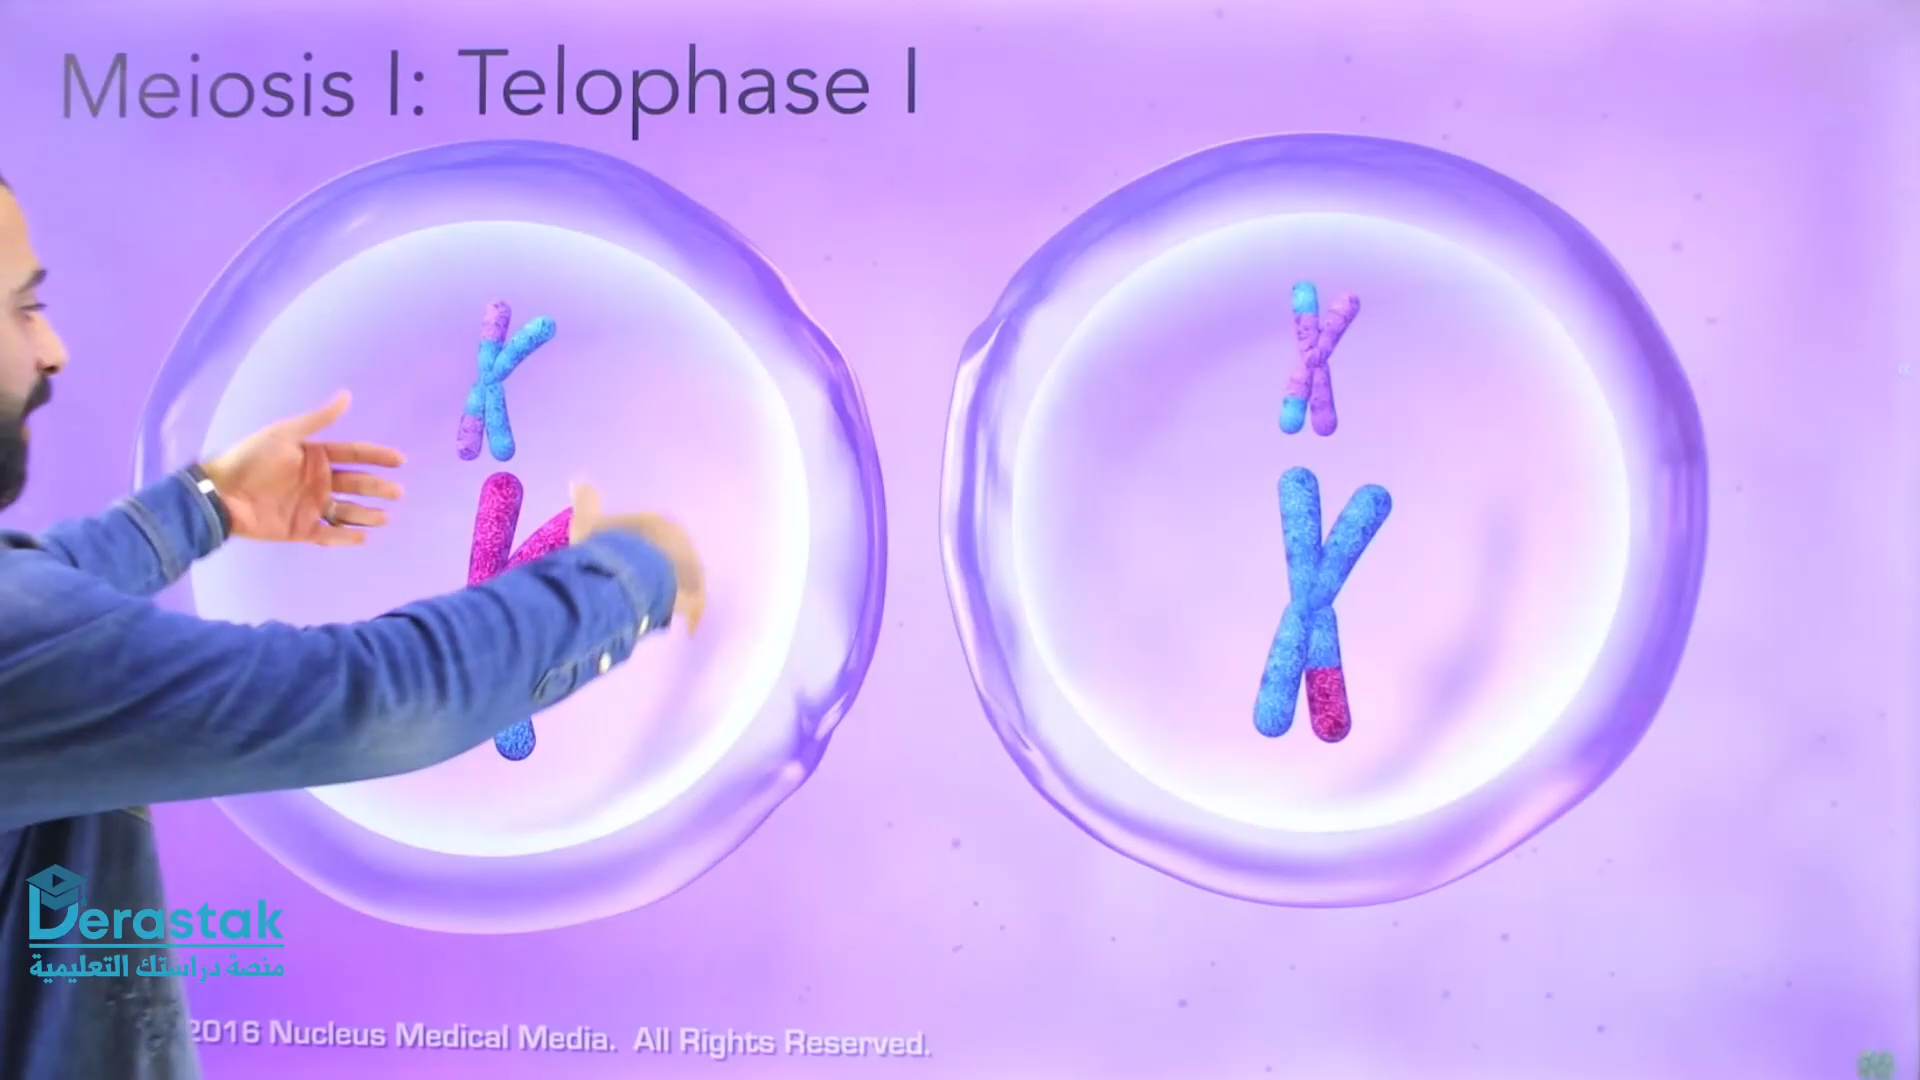 Meiosis I: Telophase I
Derastak
منصة دراستك التعليمية
2016 Nucleus Medical Media. All Rights Reserved.